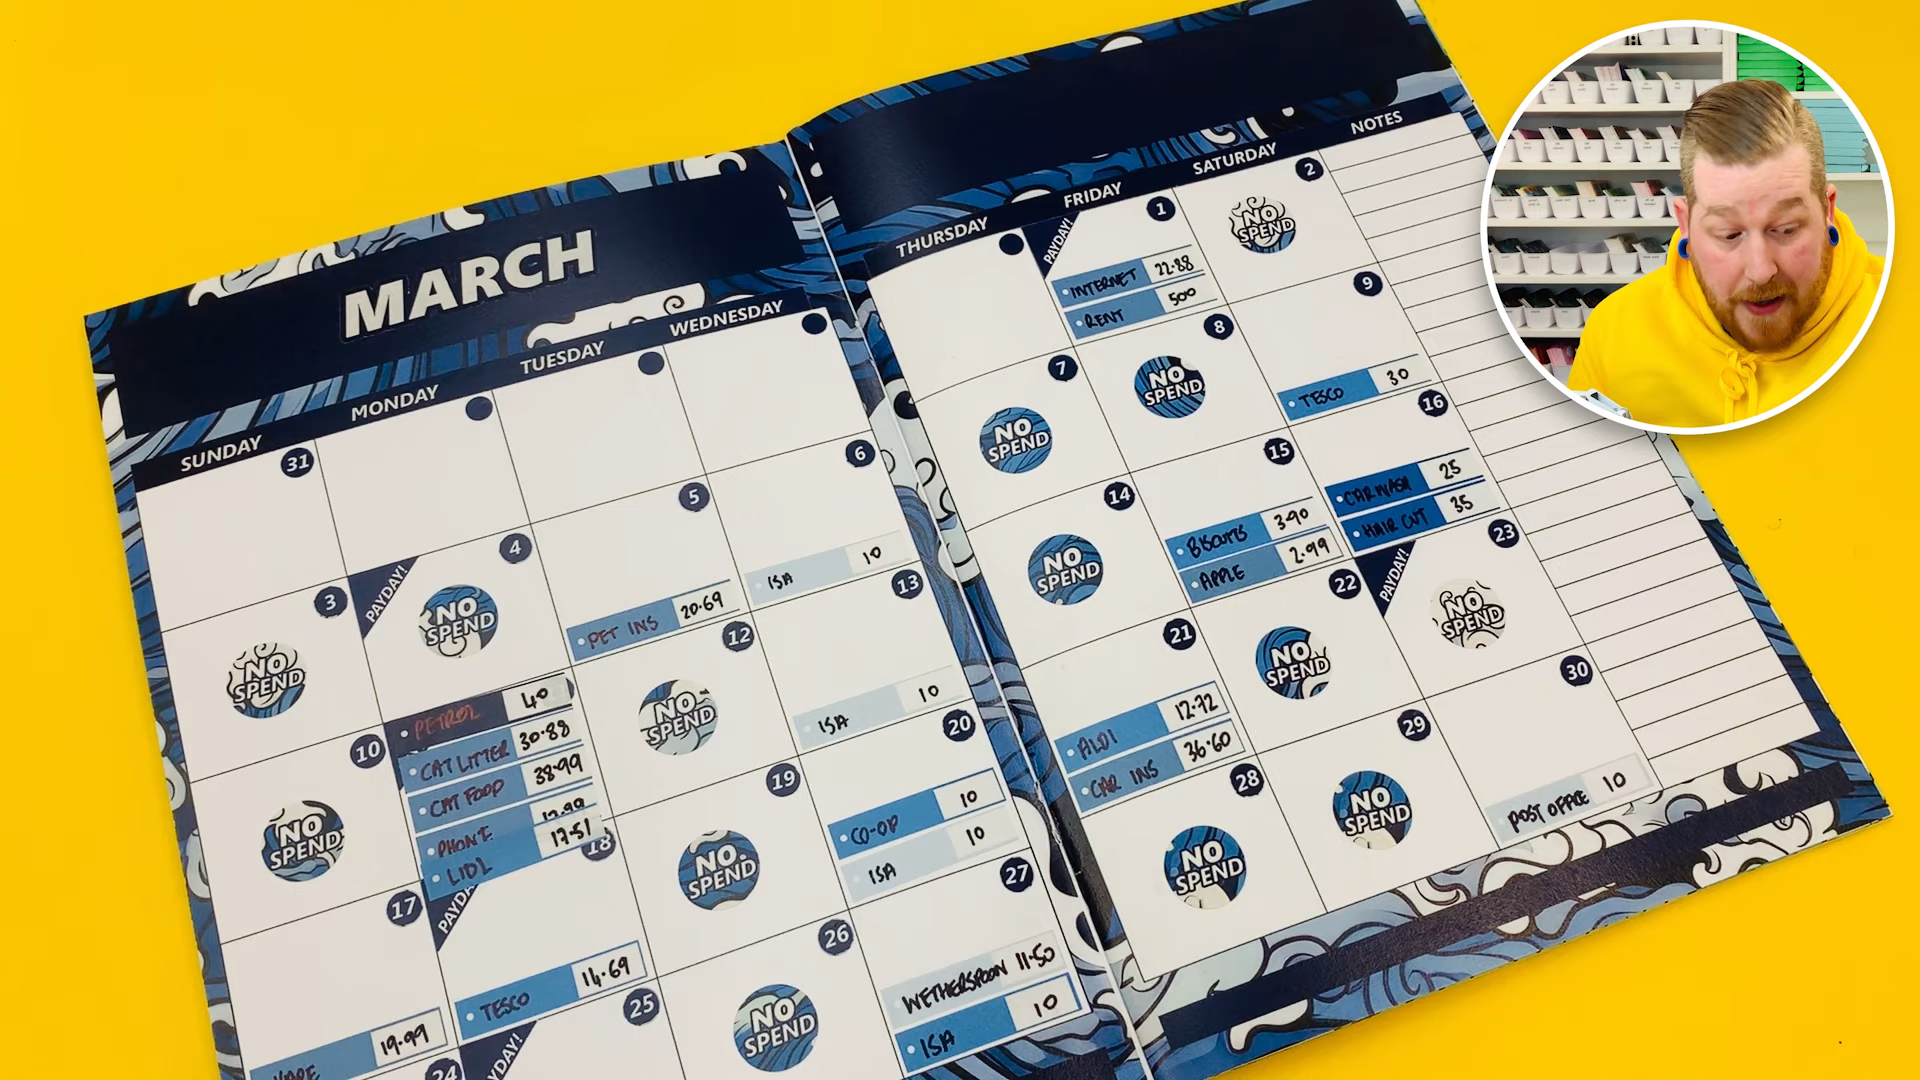 MARCH
SUNDAY
MONDAY
TUESDAY
WEDNESDAY
THURSDAY
FRIDAY
SATURDAY
NOTES
31
PAYDAY!
1
INTERNET 22.88
RENT 500
2
NO SPEND
3
NO SPEND
PAYDAY!
4
NO SPEND
5
PET INS 20.69
6
ISA 10
7
NO SPEND
8
NO SPEND
9
TESCO 30
10
NO SPEND
PETROL 40
CAT LITTER 30.88
CAT FOOD 38.99
PHONE
LIDL 17.51
12
NO SPEND
13
ISA 10
14
NO SPEND
15
BISCUITS 3.90
APPLE 2.99
16
CAR WASH 25
HAIR CUT 35
17
19.99
18
TESCO 14.69
19
NO SPEND
20
CO-OP 10
ISA 10
21
ALDI 12.72
CAR INS 36.60
22
NO SPEND
PAYDAY!
23
NO SPEND
24
25
26
NO SPEND
27
WETHERSPOON 11.50
ISA 10
28
NO SPEND
29
NO SPEND
30
POST OFFICE 10